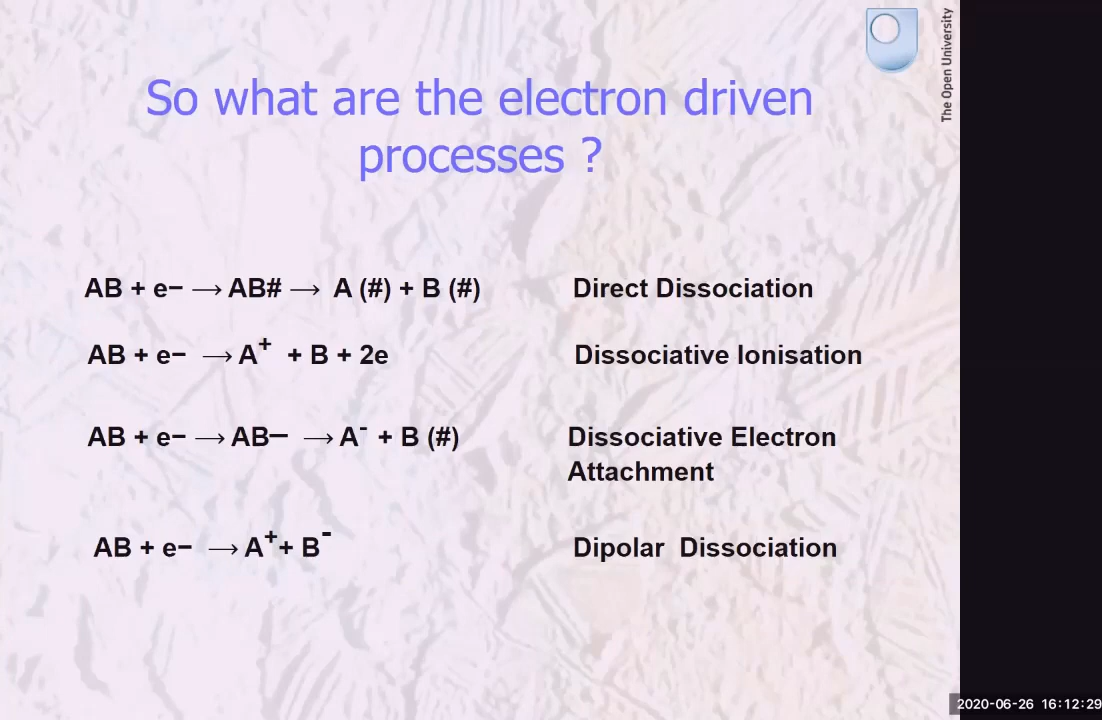 The Open University
So what are the electron driven
processes ?
AB + e− ⟶ AB# ⟶ A (#) + B (#) Direct Dissociation
AB + e− ⟶ A⁺ + B + 2e Dissociative Ionisation
AB + e− ⟶ AB− ⟶ A⁻ + B (#) Dissociative Electron
Attachment
AB + e− ⟶ A⁺ + B⁻ Dipolar Dissociation
2020-06-26 16:12:29